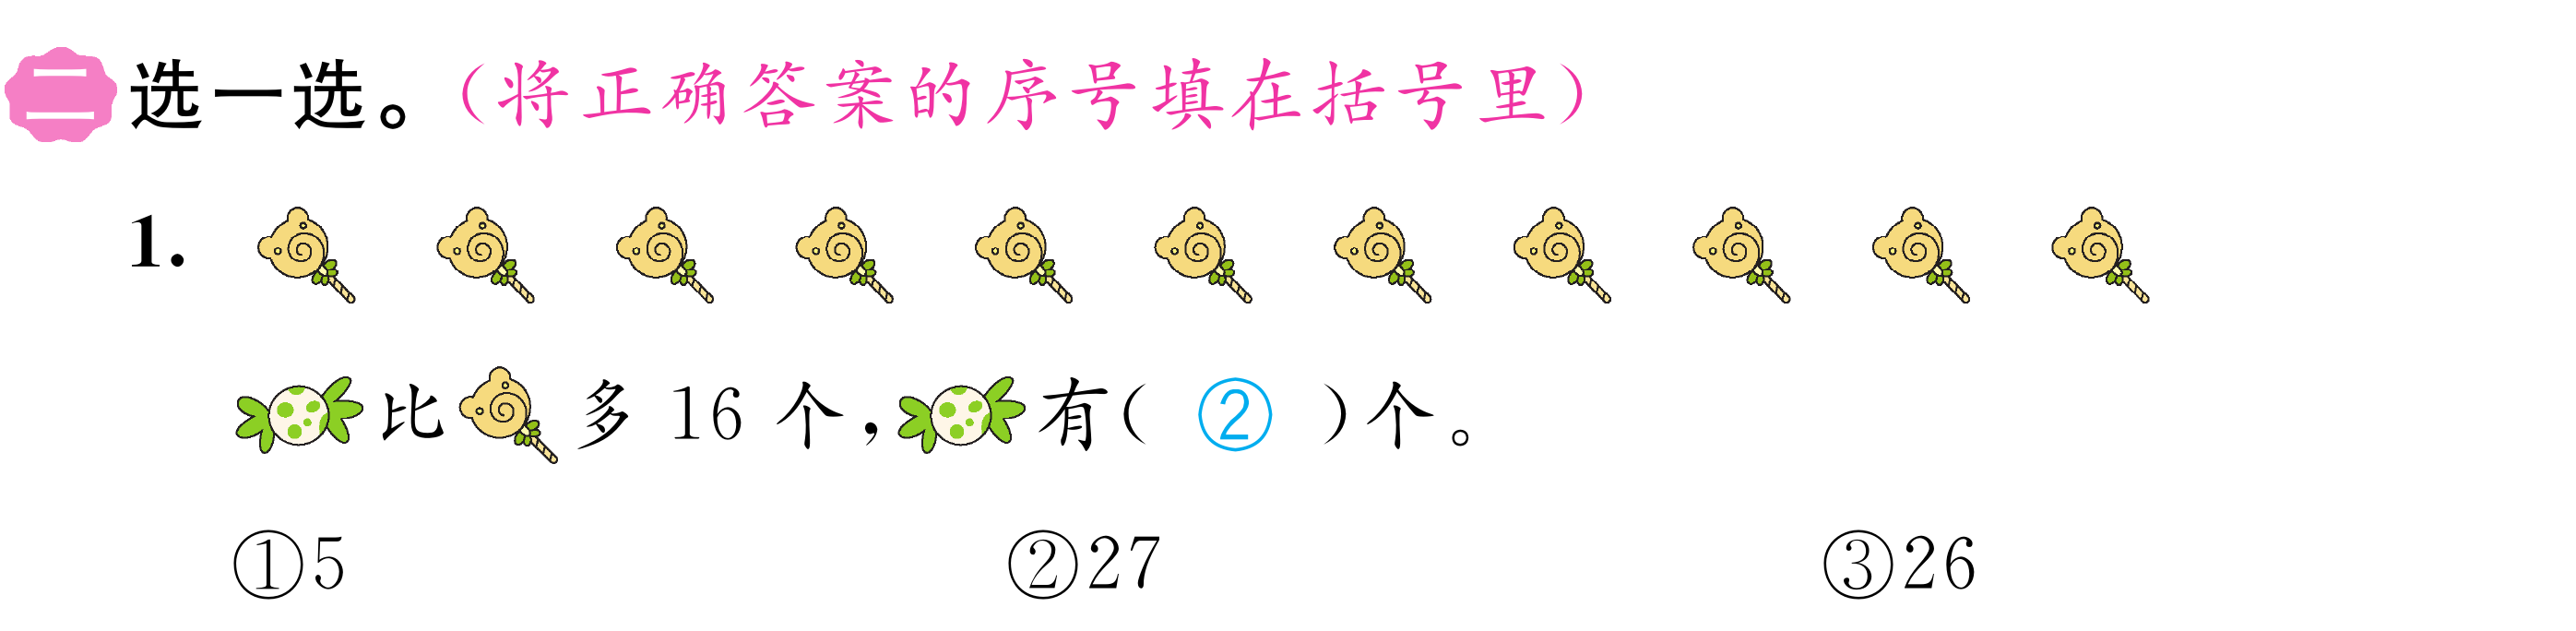 二 选一选。(将正确答案的序号填在括号里)
1.
比 多 16 个, 有( ② )个。
①5 ②27 ③26